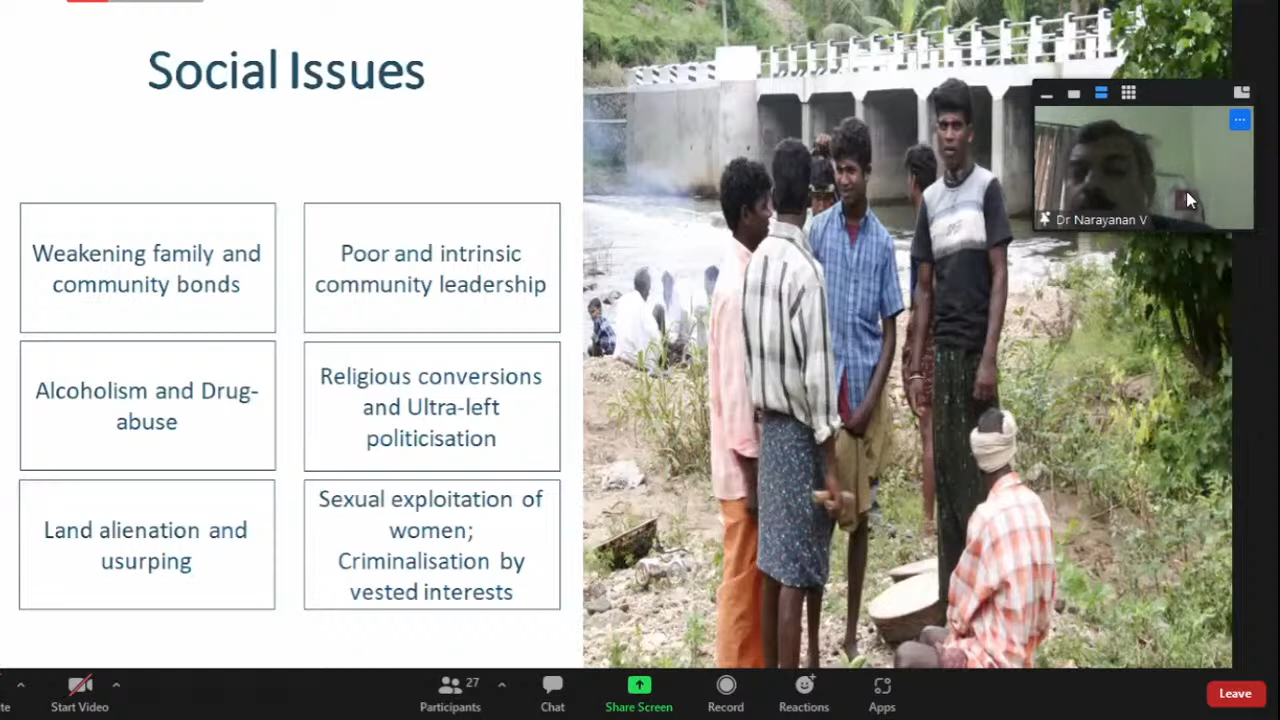 Social Issues
Weakening family and
community bonds
Poor and intrinsic
community leadership
Alcoholism and Drug-
abuse
Religious conversions
and Ultra-left
politicisation
Land alienation and
usurping
Sexual exploitation of
women;
Criminalisation by
vested interests
Dr Narayanan V
te
Start Video
27
Participants
Chat
Share Screen
Record
Reactions
Apps
Leave